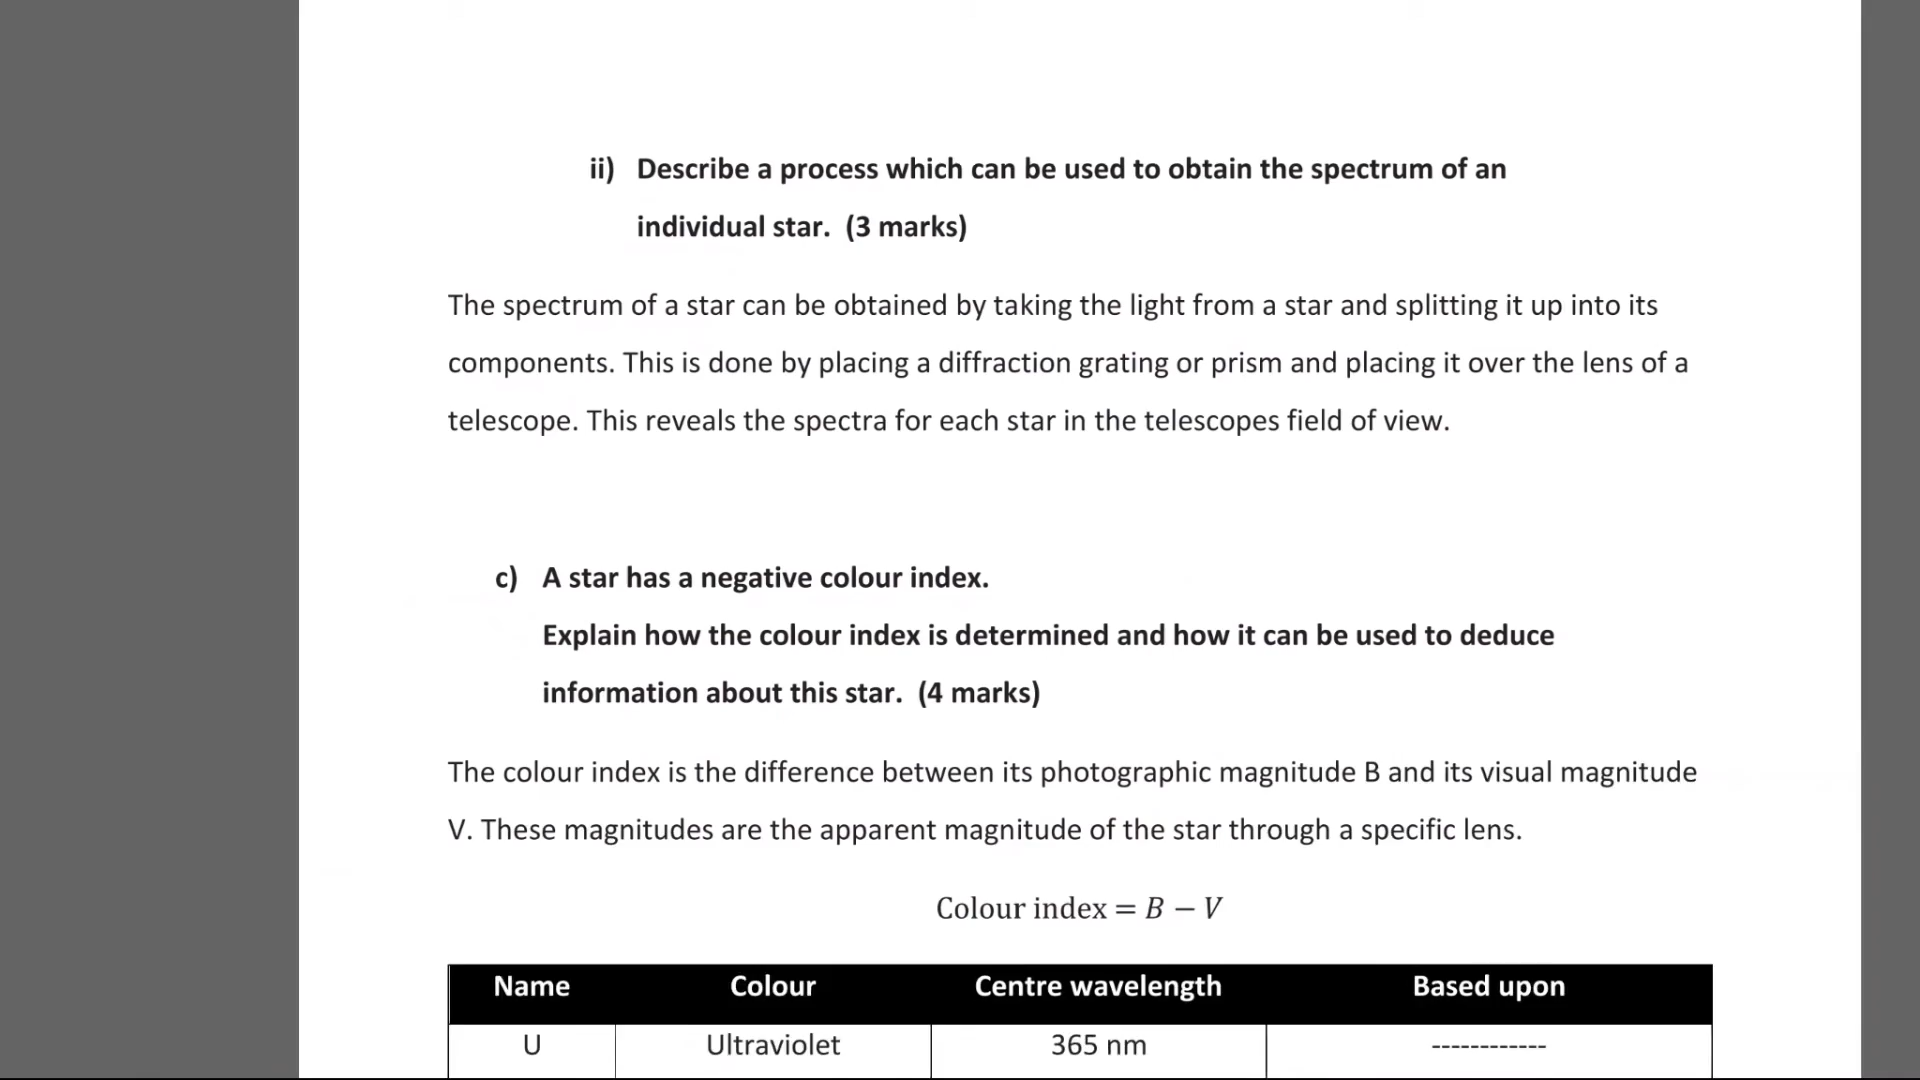 ii) Describe a process which can be used to obtain the spectrum of an
individual star. (3 marks)
The spectrum of a star can be obtained by taking the light from a star and splitting it up into its
components. This is done by placing a diffraction grating or prism and placing it over the lens of a
telescope. This reveals the spectra for each star in the telescopes field of view.
c) A star has a negative colour index.
Explain how the colour index is determined and how it can be used to deduce
information about this star. (4 marks)
The colour index is the difference between its photographic magnitude B and its visual magnitude
V. These magnitudes are the apparent magnitude of the star through a specific lens.
Colour index = B − V
Name Colour Centre wavelength Based upon
U Ultraviolet 365 nm ------------